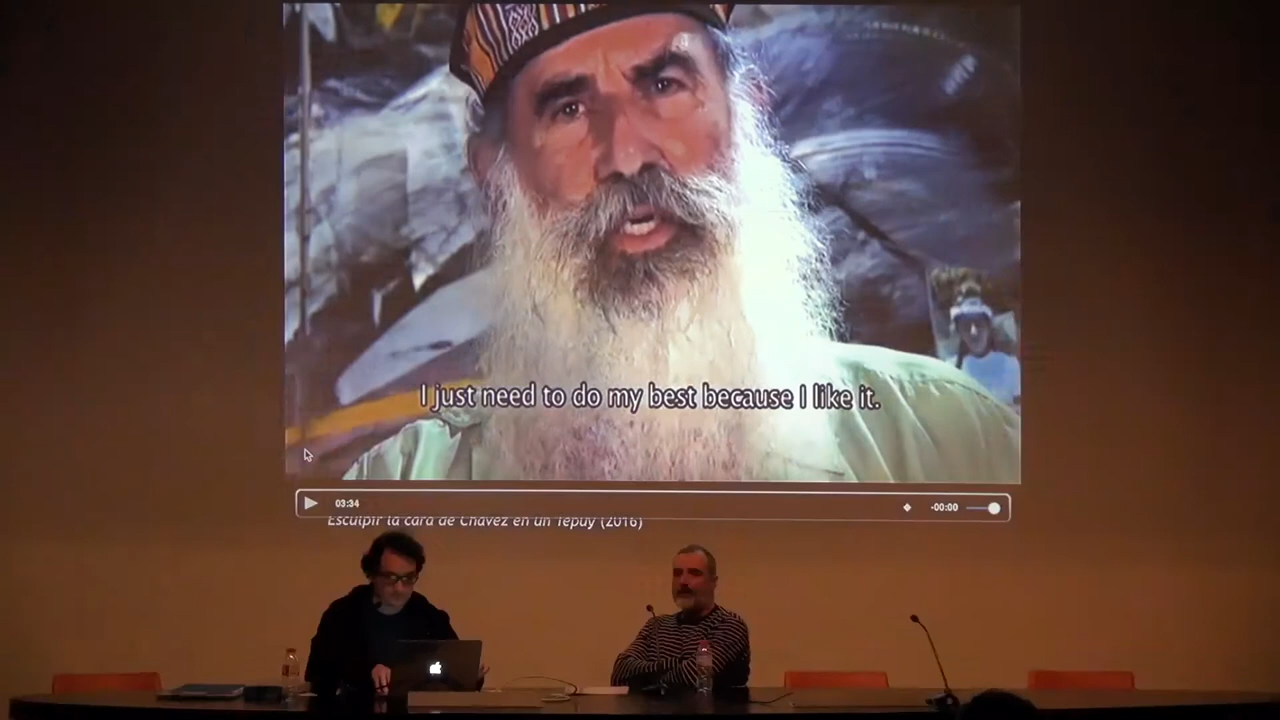 I just need to do my best because I like it.
03:34
-00:00
Esculpir la cara de Chávez en un Tepuy (2016)